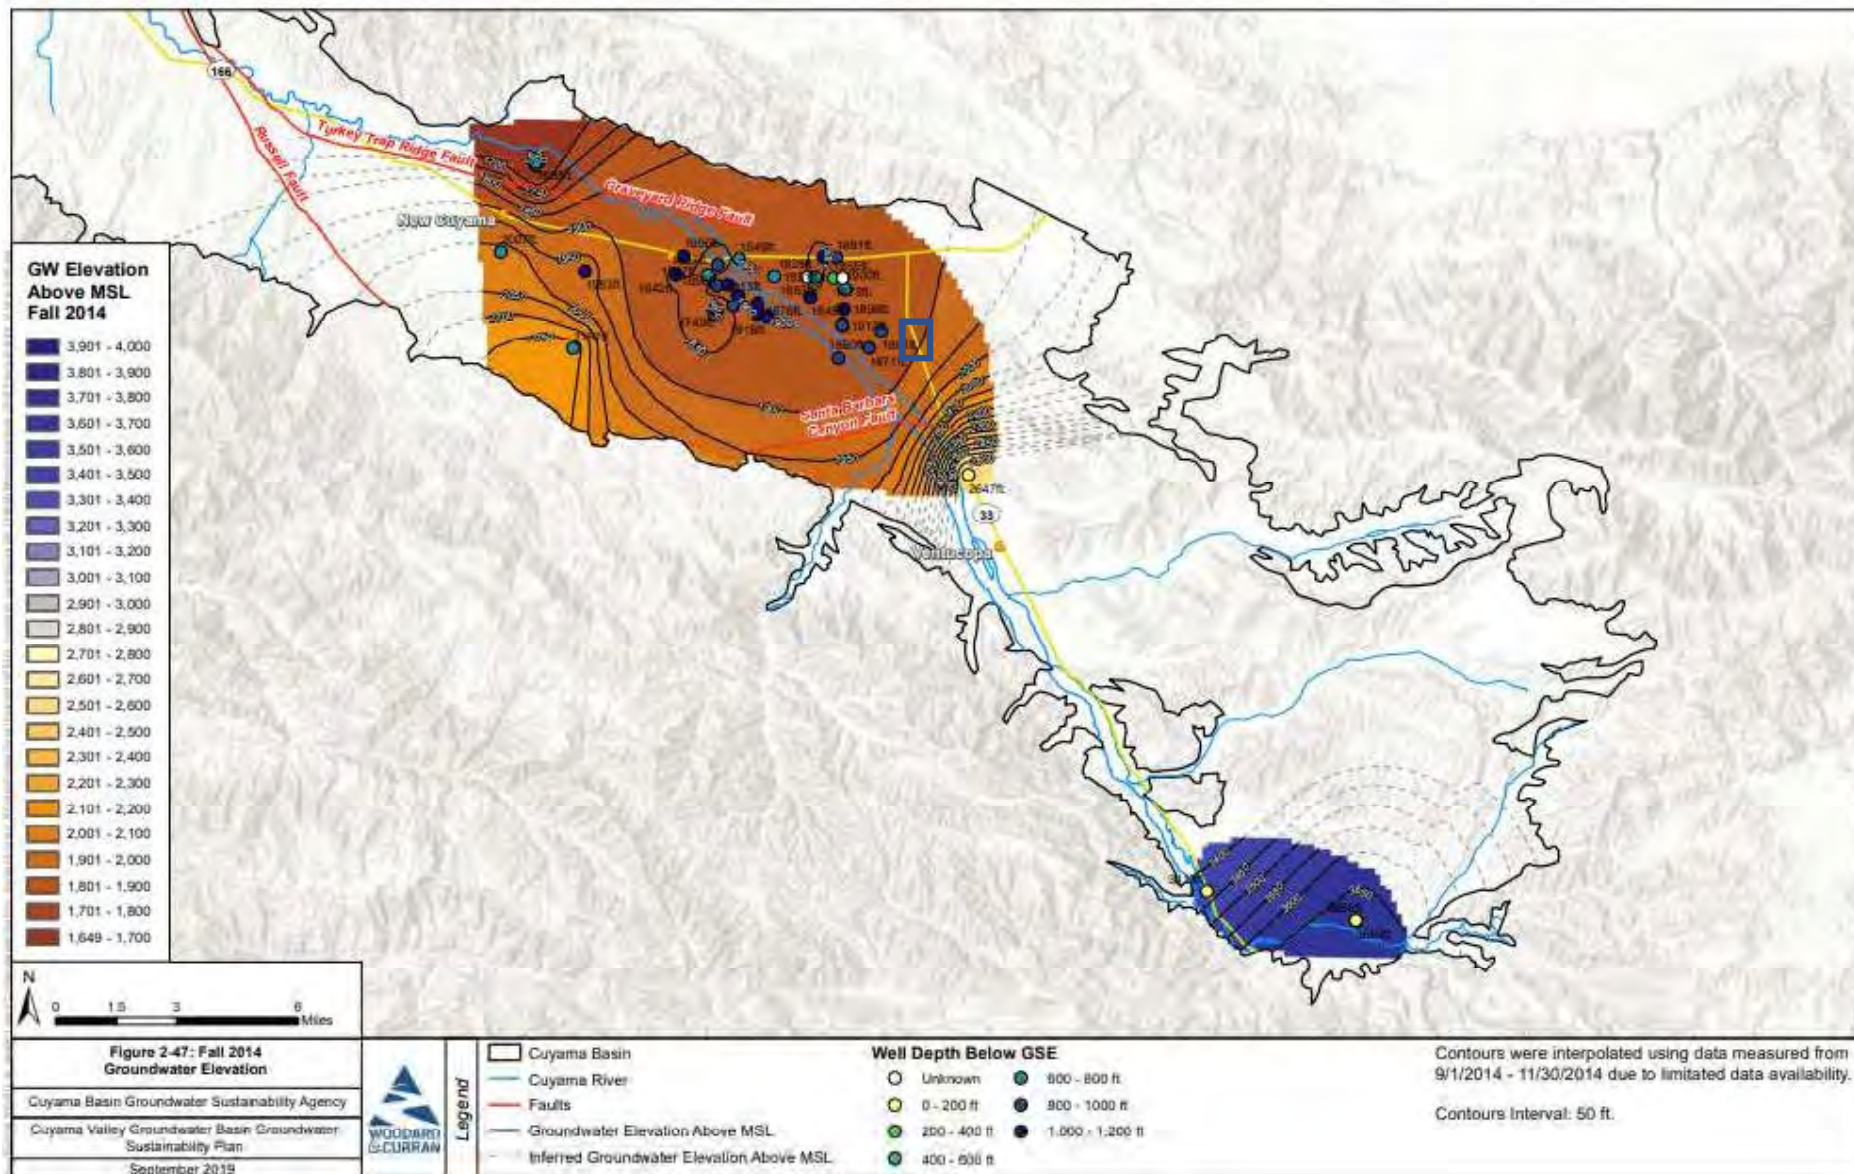 166
Turkey Trap Ridge Fault
Russell Fault
Graveyard Ridge Fault
New Cuyama
Santa Barbara
Canyon Fault
2647ft.
33
Ventucopa
GW Elevation
Above MSL
Fall 2014
3,901 - 4,000
3,801 - 3,900
3,701 - 3,800
3,601 - 3,700
3,501 - 3,600
3,401 - 3,500
3,301 - 3,400
3,201 - 3,300
3,101 - 3,200
3,001 - 3,100
2,901 - 3,000
2,801 - 2,900
2,701 - 2,800
2,601 - 2,700
2,501 - 2,600
2,401 - 2,500
2,301 - 2,400
2,201 - 2,300
2,101 - 2,200
2,001 - 2,100
1,901 - 2,000
1,801 - 1,900
1,701 - 1,800
1,649 - 1,700
N
0 1.5 3 6
Miles
Figure 2-47: Fall 2014
Groundwater Elevation
Cuyama Basin Groundwater Sustainability Agency
Cuyama Valley Groundwater Basin Groundwater
Sustainability Plan
September 2019
WOODARD
& CURRAN
Legend
Cuyama Basin
Cuyama River
Faults
Groundwater Elevation Above MSL
Inferred Groundwater Elevation Above MSL
Well Depth Below GSE
Unknown
0 - 200 ft
200 - 400 ft
400 - 600 ft
600 - 800 ft
800 - 1000 ft
1,000 - 1,200 ft
Contours were interpolated using data measured from
9/1/2014 - 11/30/2014 due to limitated data availability.
Contours Interval: 50 ft.